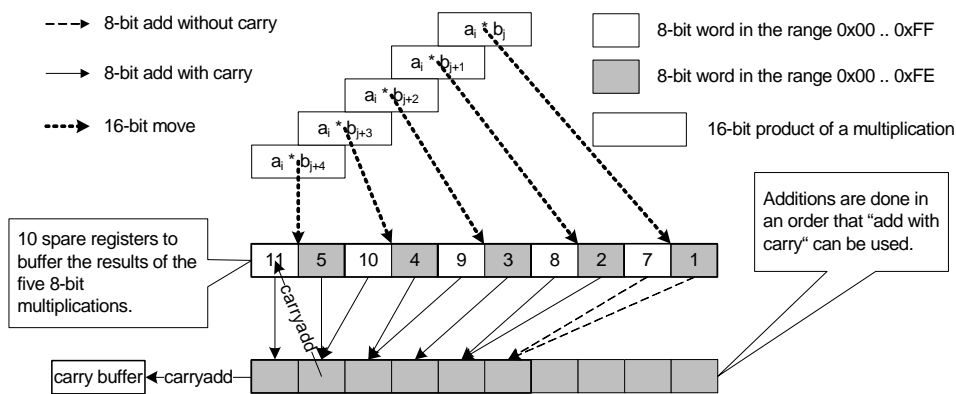 8-bit add without carry
8-bit add with carry
16-bit move
a_i * b_j
a_i * b_{j+1}
a_i * b_{j+2}
a_i * b_{j+3}
a_i * b_{j+4}
8-bit word in the range 0x00 .. 0xFF
8-bit word in the range 0x00 .. 0xFE
16-bit product of a multiplication
10 spare registers to
buffer the results of the
five 8-bit
multiplications.
Additions are done in
an order that “add with
carry“ can be used.
11 5 10 4 9 3 8 2 7 1
carryadd
carry buffer
carryadd